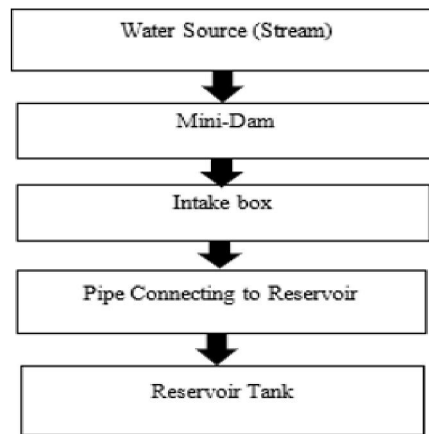 Water Source (Stream)
Mini-Dam
Intake box
Pipe Connecting to Reservoir
Reservoir Tank